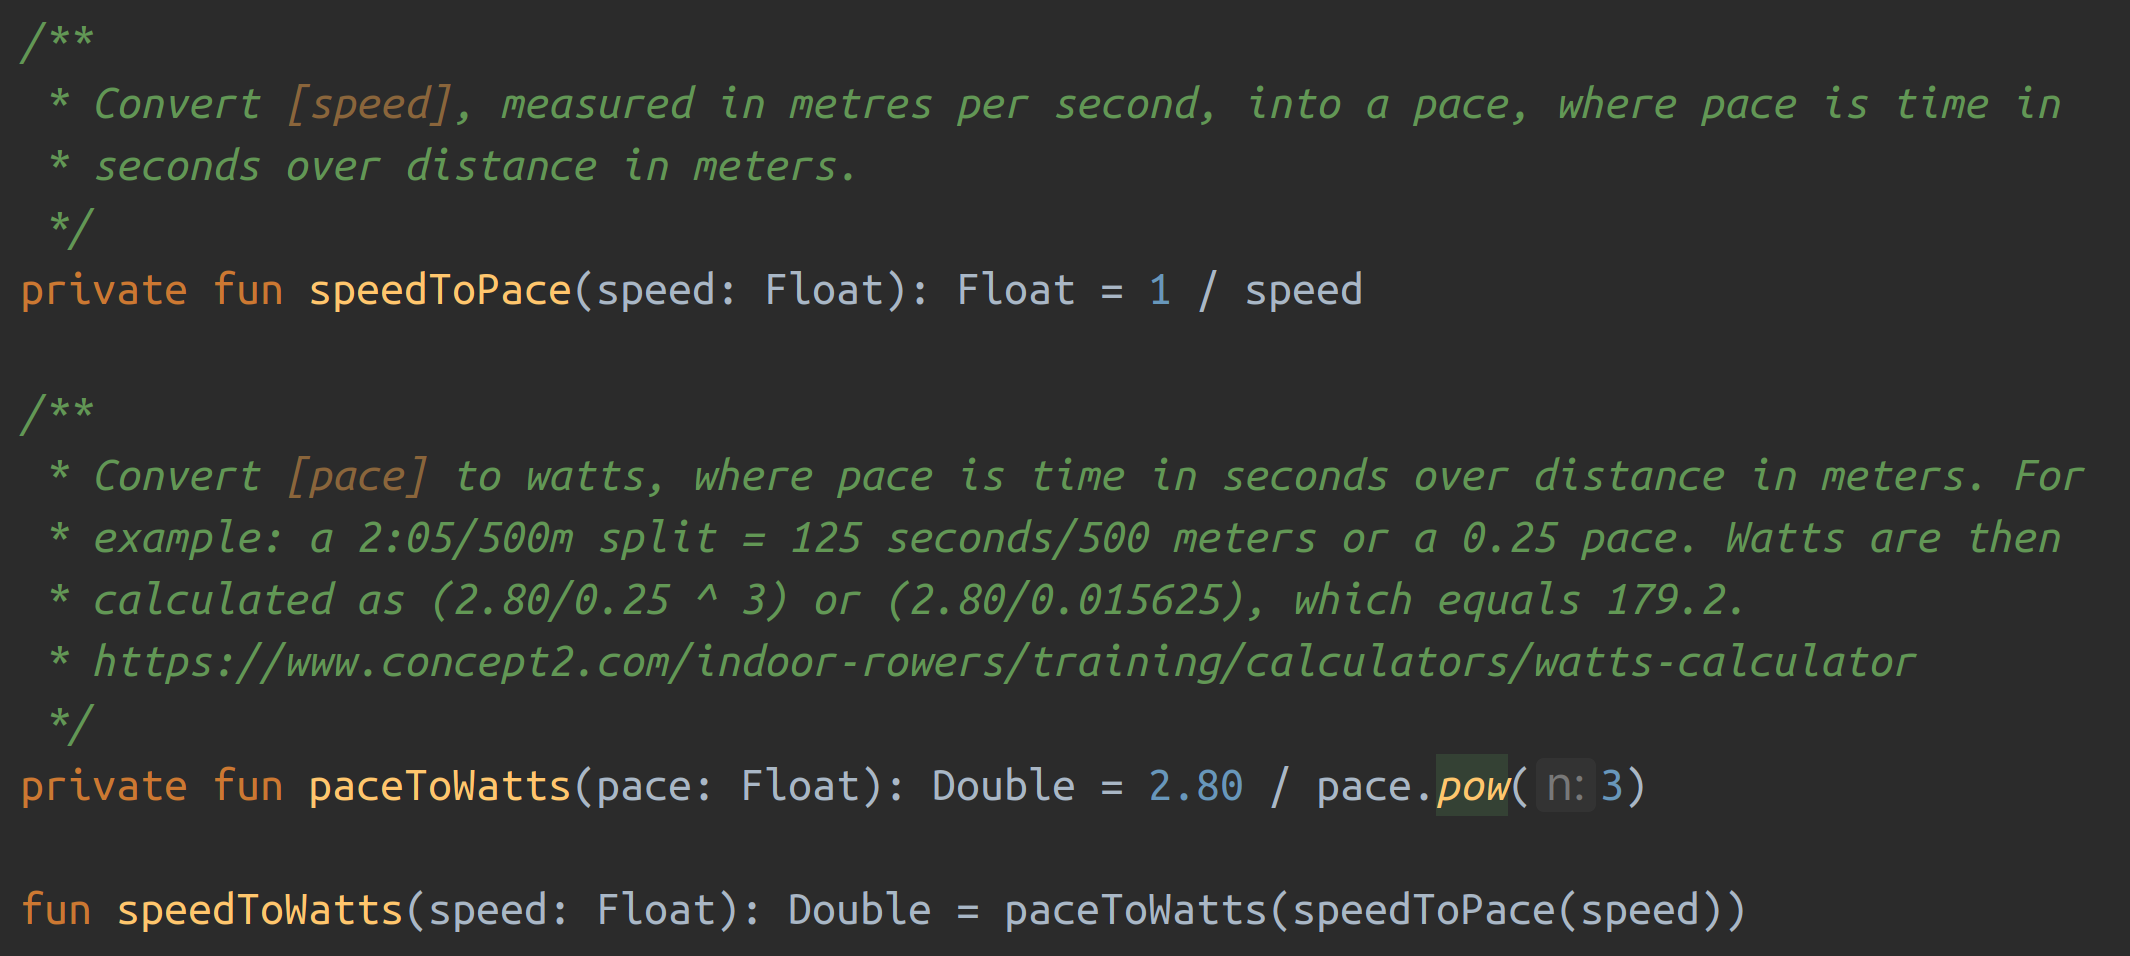 /**
 * Convert [speed], measured in metres per second, into a pace, where pace is time in
 * seconds over distance in meters.
 */
private fun speedToPace(speed: Float): Float = 1 / speed

/**
 * Convert [pace] to watts, where pace is time in seconds over distance in meters. For
 * example: a 2:05/500m split = 125 seconds/500 meters or a 0.25 pace. Watts are then
 * calculated as (2.80/0.25 ^ 3) or (2.80/0.015625), which equals 179.2.
 * https://www.concept2.com/indoor-rowers/training/calculators/watts-calculator
 */
private fun paceToWatts(pace: Float): Double = 2.80 / pace.pow( n: 3)

fun speedToWatts(speed: Float): Double = paceToWatts(speedToPace(speed))